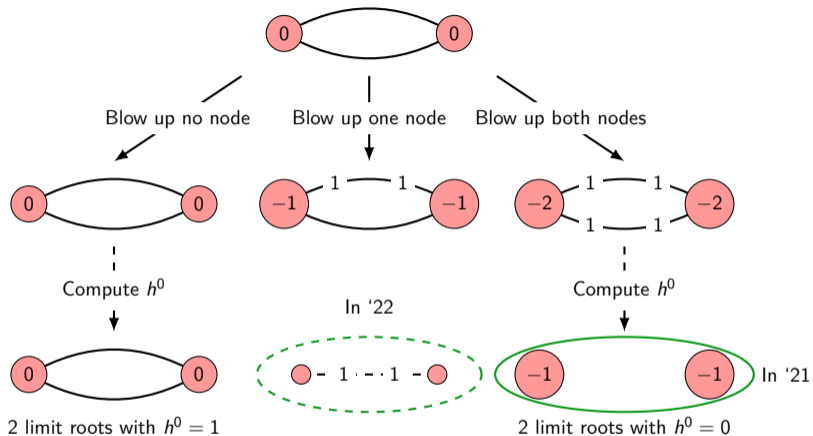 0 0
Blow up no node Blow up one node Blow up both nodes
0 0 −1 1 1 −1 −2 1 1 −2
1 1
Compute h⁰ Compute h⁰
In ‘22
0 0 1 1 −1 −1 In ‘21
2 limit roots with h⁰ = 1 2 limit roots with h⁰ = 0